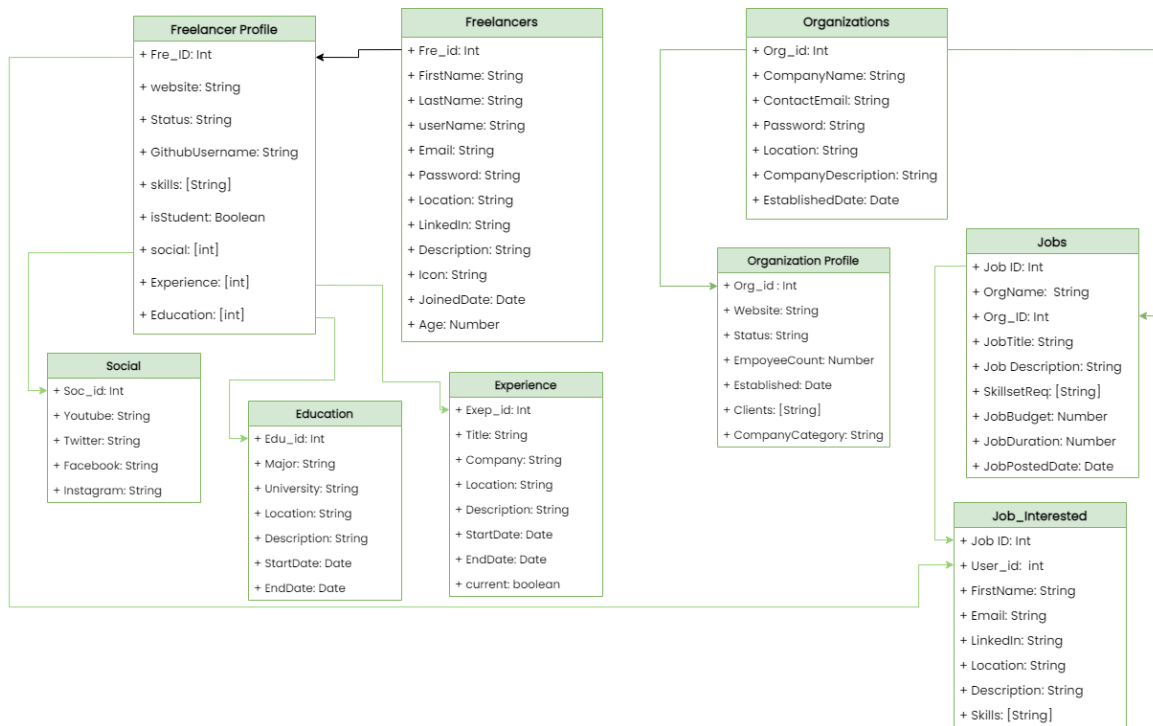 Freelancer Profile
+ Fre_ID: Int
+ website: String
+ Status: String
+ GithubUsername: String
+ skills: [String]
+ isStudent: Boolean
+ social: [int]
+ Experience: [int]
+ Education: [int]
Freelancers
+ Fre_id: Int
+ FirstName: String
+ LastName: String
+ userName: String
+ Email: String
+ Password: String
+ Location: String
+ LinkedIn: String
+ Description: String
+ Icon: String
+ JoinedDate: Date
+ Age: Number
Organizations
+ Org_id: Int
+ CompanyName: String
+ ContactEmail: String
+ Password: String
+ Location: String
+ CompanyDescription: String
+ EstablishedDate: Date
Organization Profile
+ Org_id : Int
+ Website: String
+ Status: String
+ EmpoyeeCount: Number
+ Established: Date
+ Clients: [String]
+ CompanyCategory: String
Jobs
+ Job ID: Int
+ OrgName: String
+ Org_ID: Int
+ JobTitle: String
+ Job Description: String
+ SkillsetReq: [String]
+ JobBudget: Number
+ JobDuration: Number
+ JobPostedDate: Date
Social
+ Soc_id: Int
+ Youtube: String
+ Twitter: String
+ Facebook: String
+ Instagram: String
Education
+ Edu_id: Int
+ Major: String
+ University: String
+ Location: String
+ Description: String
+ StartDate: Date
+ EndDate: Date
Experience
+ Exep_id: Int
+ Title: String
+ Company: String
+ Location: String
+ Description: String
+ StartDate: Date
+ EndDate: Date
+ current: boolean
Job_Interested
+ Job ID: Int
+ User_id: int
+ FirstName: String
+ Email: String
+ LinkedIn: String
+ Location: String
+ Description: String
+ Skills: [String]